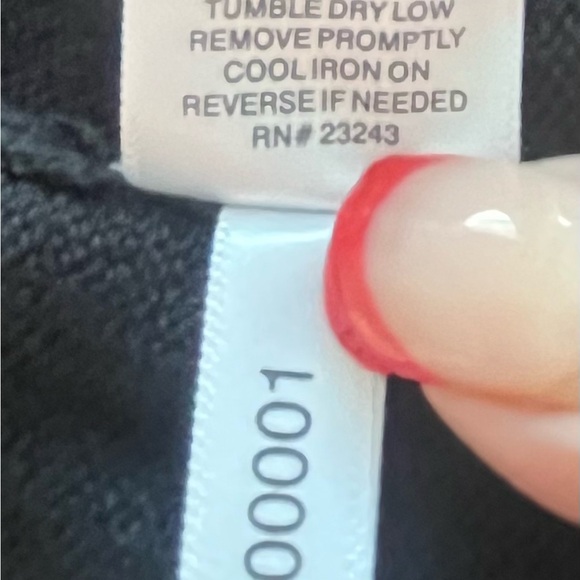 TUMBLE DRY LOW
REMOVE PROMPTLY
COOL IRON ON
REVERSE IF NEEDED
RN# 23243
00001